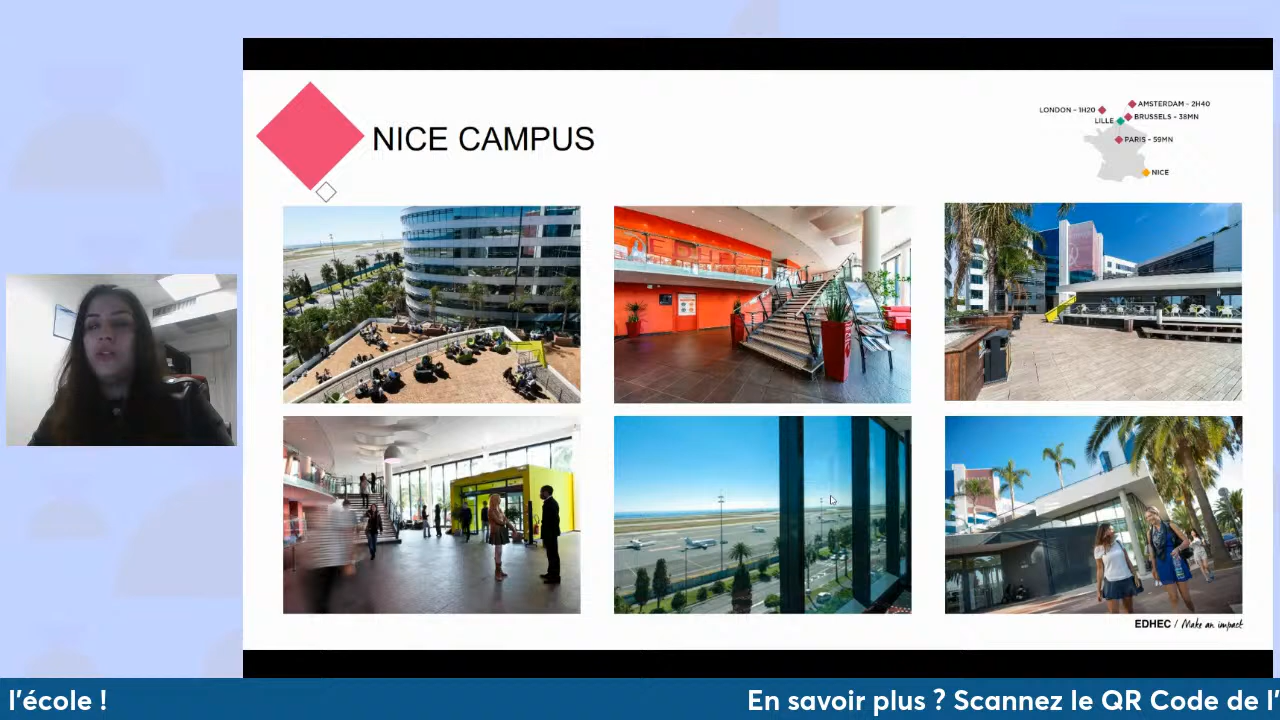 NICE CAMPUS
LONDON - 1H20
AMSTERDAM - 2H40
BRUSSELS - 38MN
LILLE
PARIS - 59MN
NICE
EDHEC / Make an impact
l'école !
En savoir plus ? Scannez le QR Code de l'